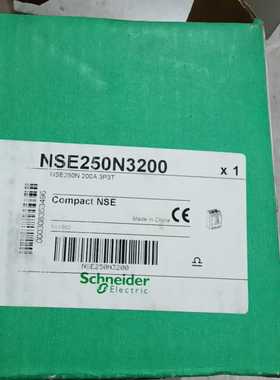 NSE250N3200
x 1
NSE250N 200A 3P3T
Compact NSE
Made in China
CE
NSE250N3200
Schneider
Electric